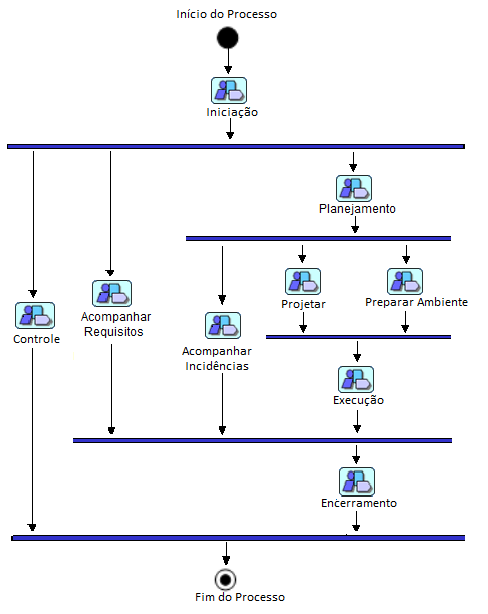 Início do Processo
Iniciação
Planejamento
Projetar
Preparar Ambiente
Acompanhar
Requisitos
Controle
Acompanhar
Incidências
Execução
Encerramento
Fim do Processo